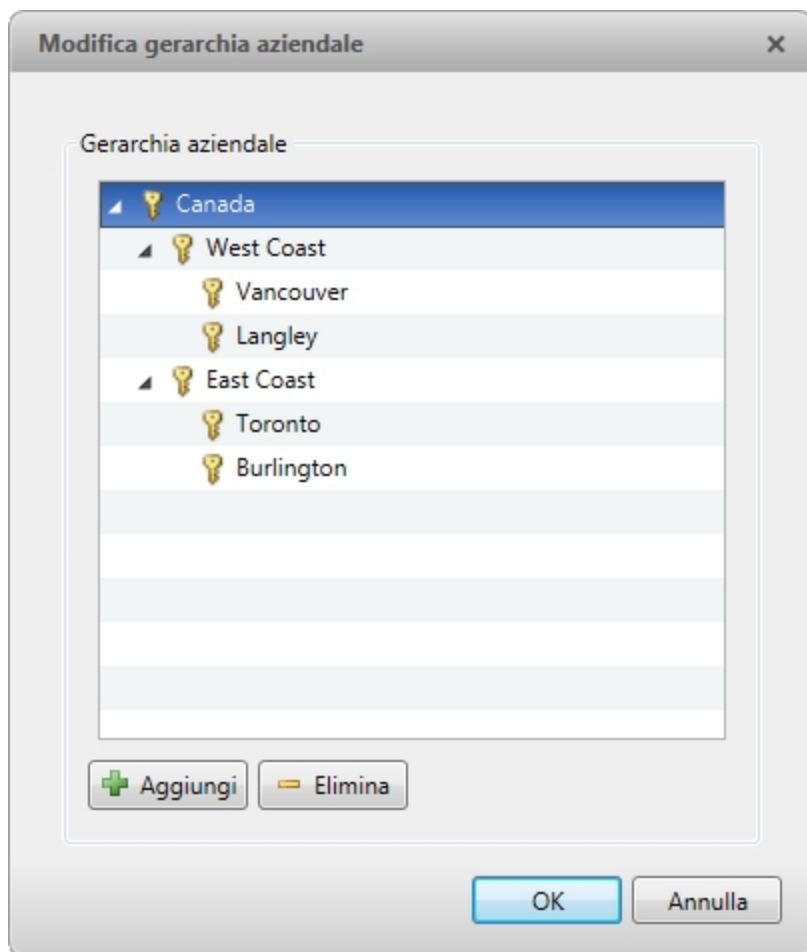 Modifica gerarchia aziendale
Gerarchia aziendale
Canada
West Coast
Vancouver
Langley
East Coast
Toronto
Burlington
Aggiungi Elimina
OK Annulla